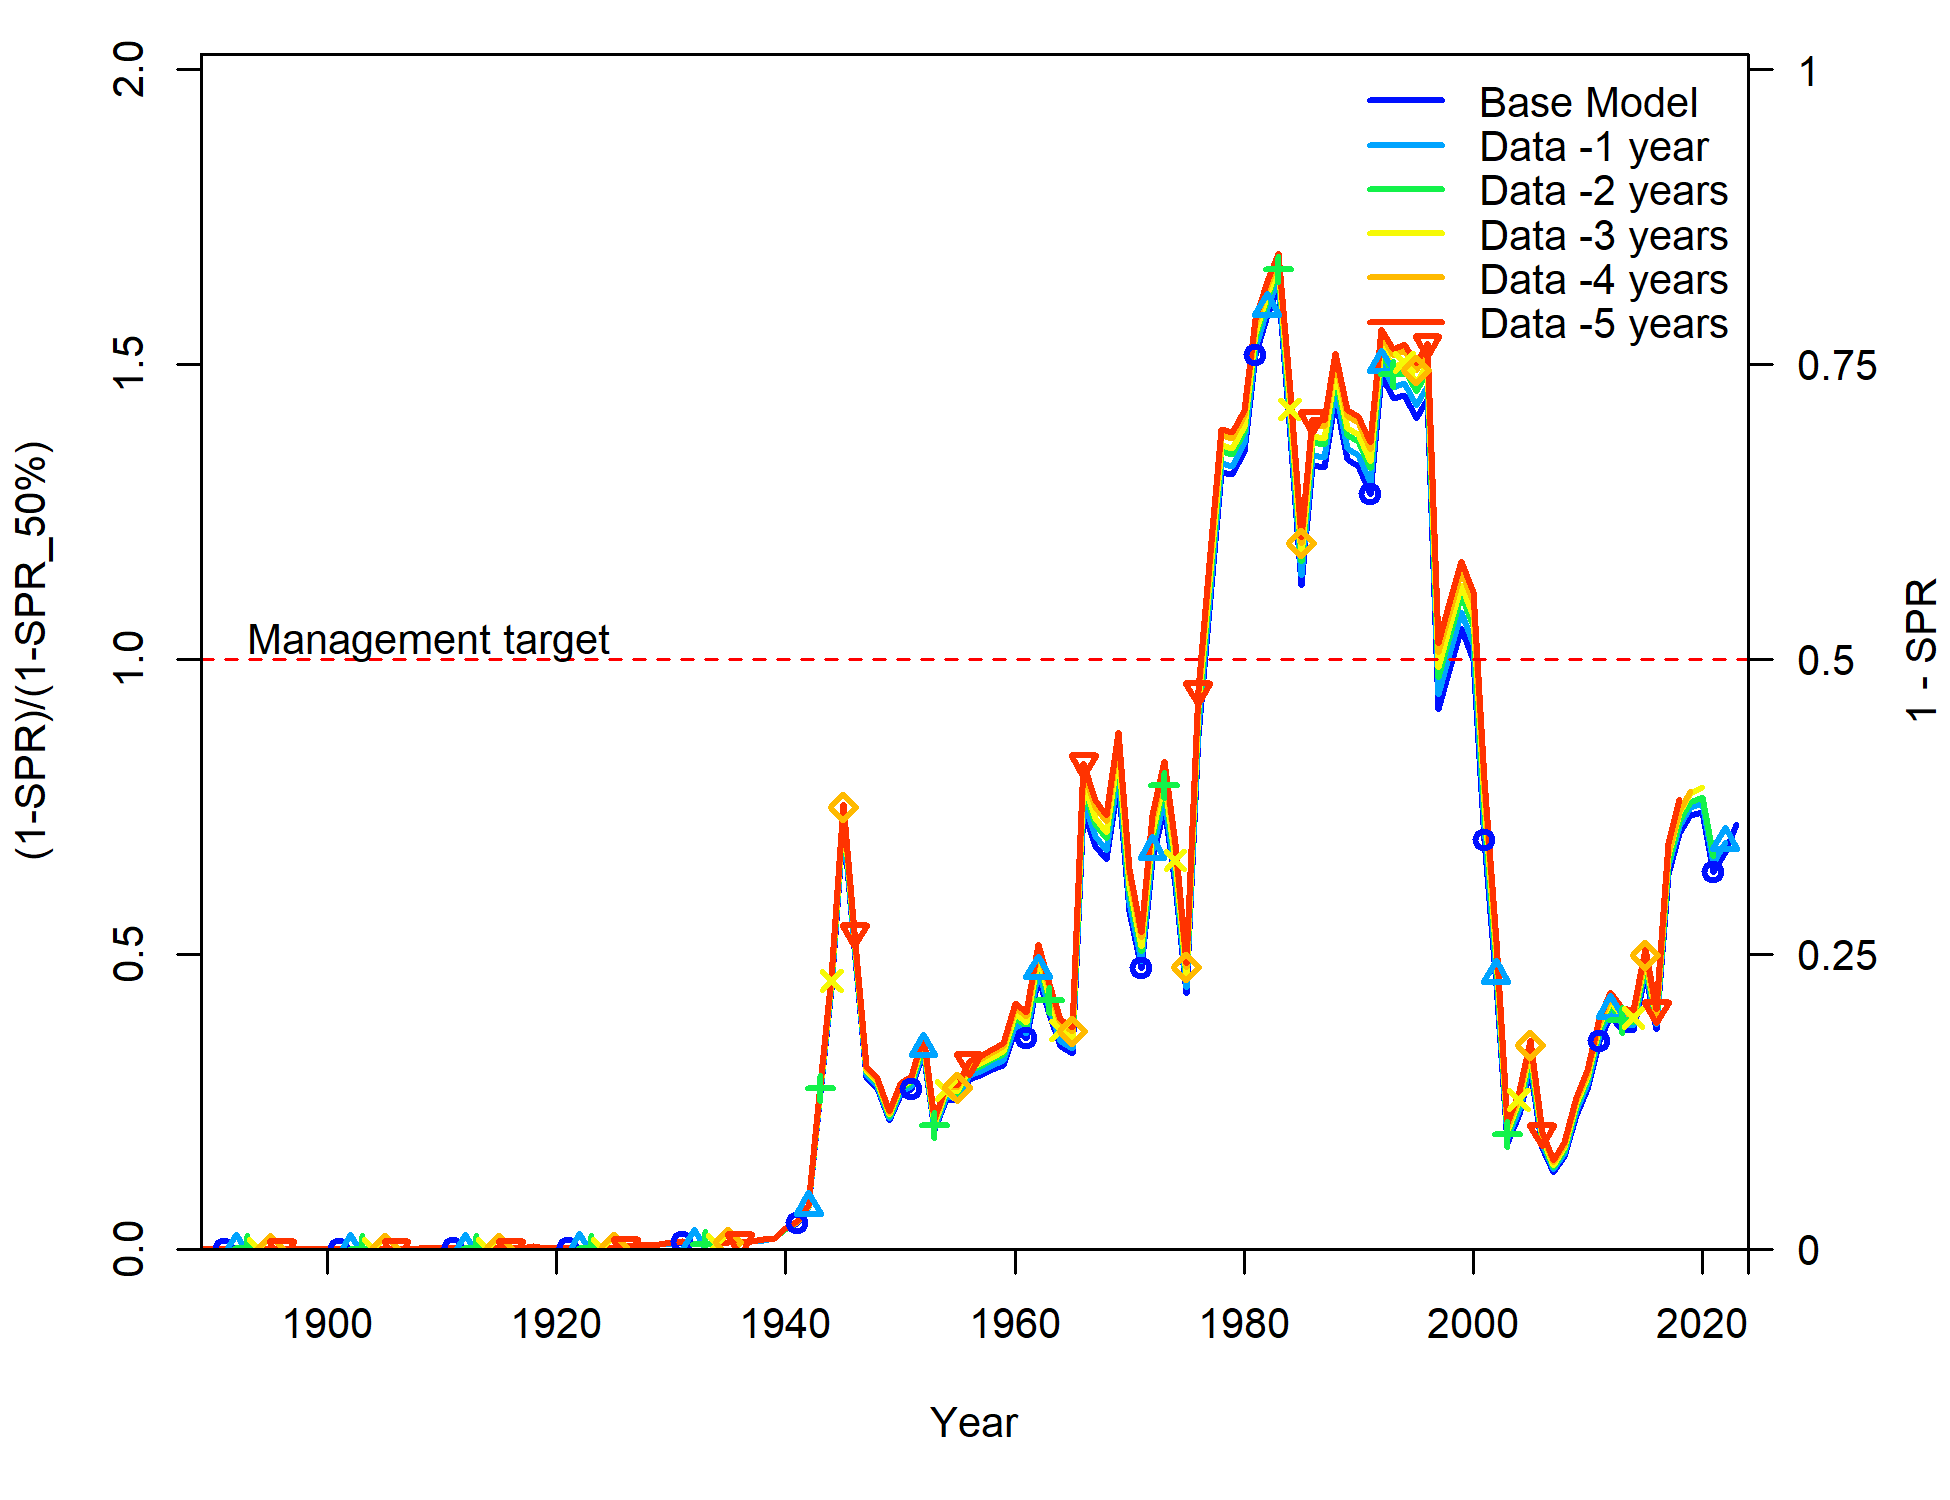 2.0
1.5
1.0
0.5
0.0
(1-SPR)/(1-SPR_50%)
Management target
Base Model
Data -1 year
Data -2 years
Data -3 years
Data -4 years
Data -5 years
1
0.75
0.5
0.25
0
1 - SPR
1900 1920 1940 1960 1980 2000 2020
Year